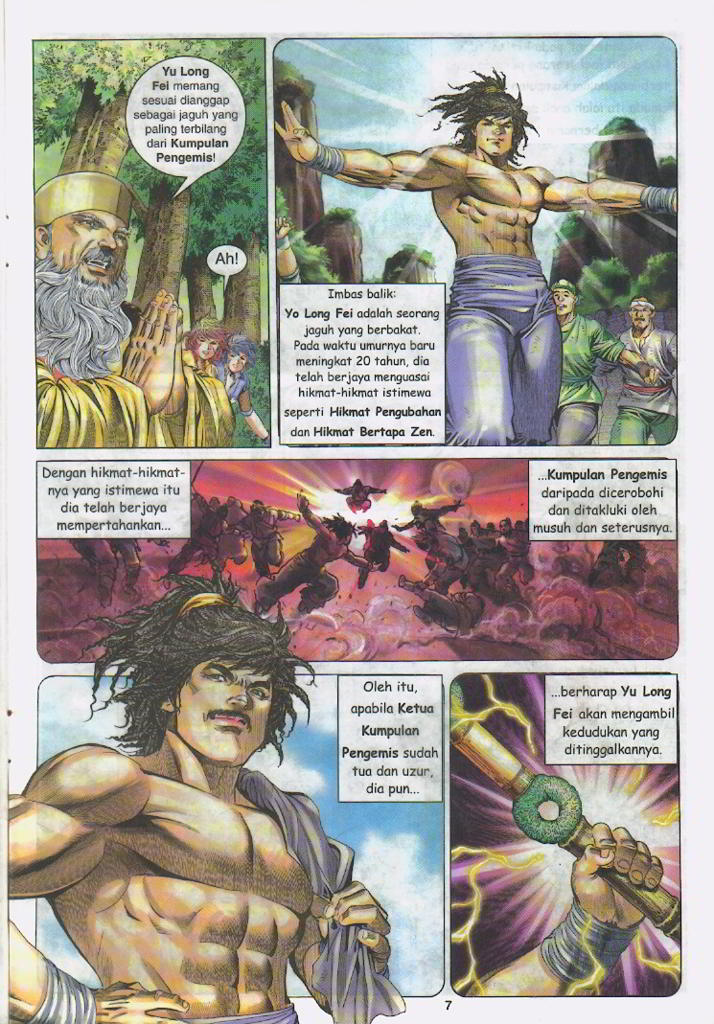 Yu Long
Fei memang
sesuai dianggap
sebagai jaguh yang
paling terbilang
dari Kumpulan
Pengemis!
Ah!
Imbas balik:
Yo Long Fei adalah seorang
jaguh yang berbakat.
Pada waktu umurnya baru
meningkat 20 tahun, dia
telah berjaya menguasai
hikmat-hikmat istimewa
seperti Hikmat Pengubahan
dan Hikmat Bertapa Zen.
Dengan hikmat-hikmat-
nya yang istimewa itu
dia telah berjaya
mempertahankan...
...Kumpulan Pengemis
daripada dicerobohi
dan ditakluki oleh
musuh dan seterusnya.
Oleh itu,
apabila Ketua
Kumpulan
Pengemis sudah
tua dan uzur,
dia pun...
...berharap Yu Long
Fei akan mengambil
kedudukan yang
ditinggalkannya.
7